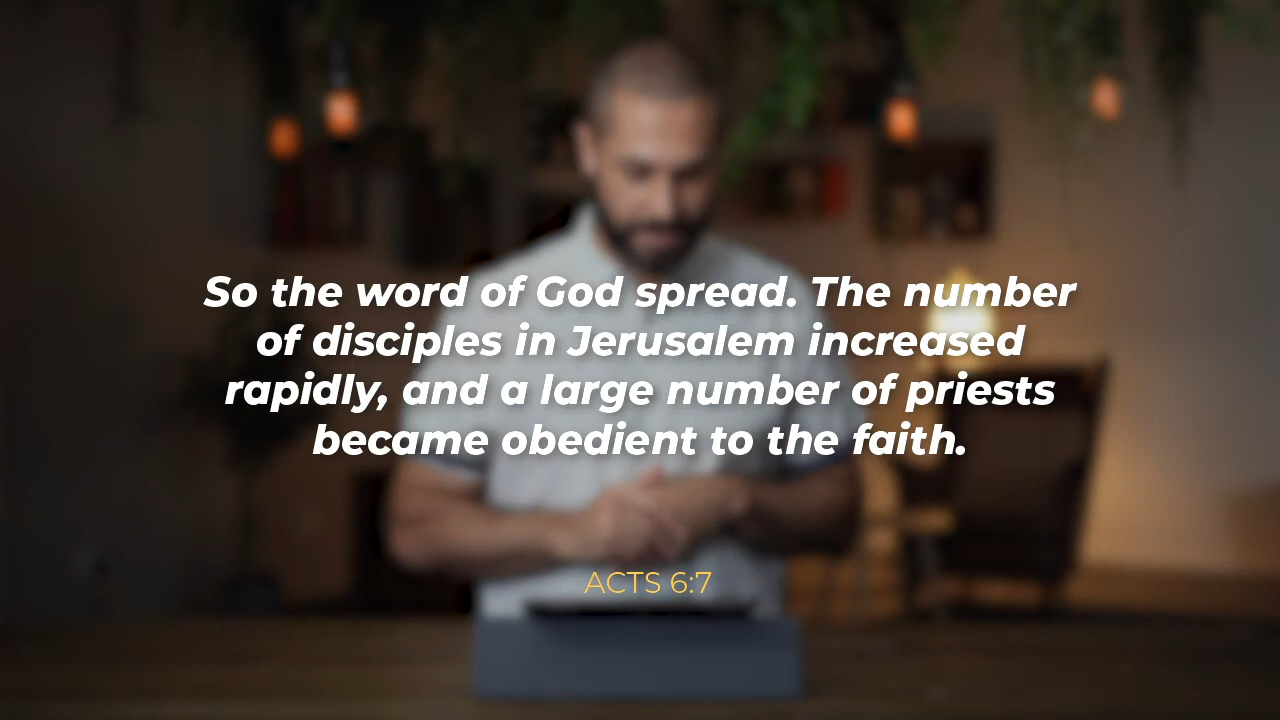 So the word of God spread. The number
of disciples in Jerusalem increased
rapidly, and a large number of priests
became obedient to the faith.
ACTS 6:7